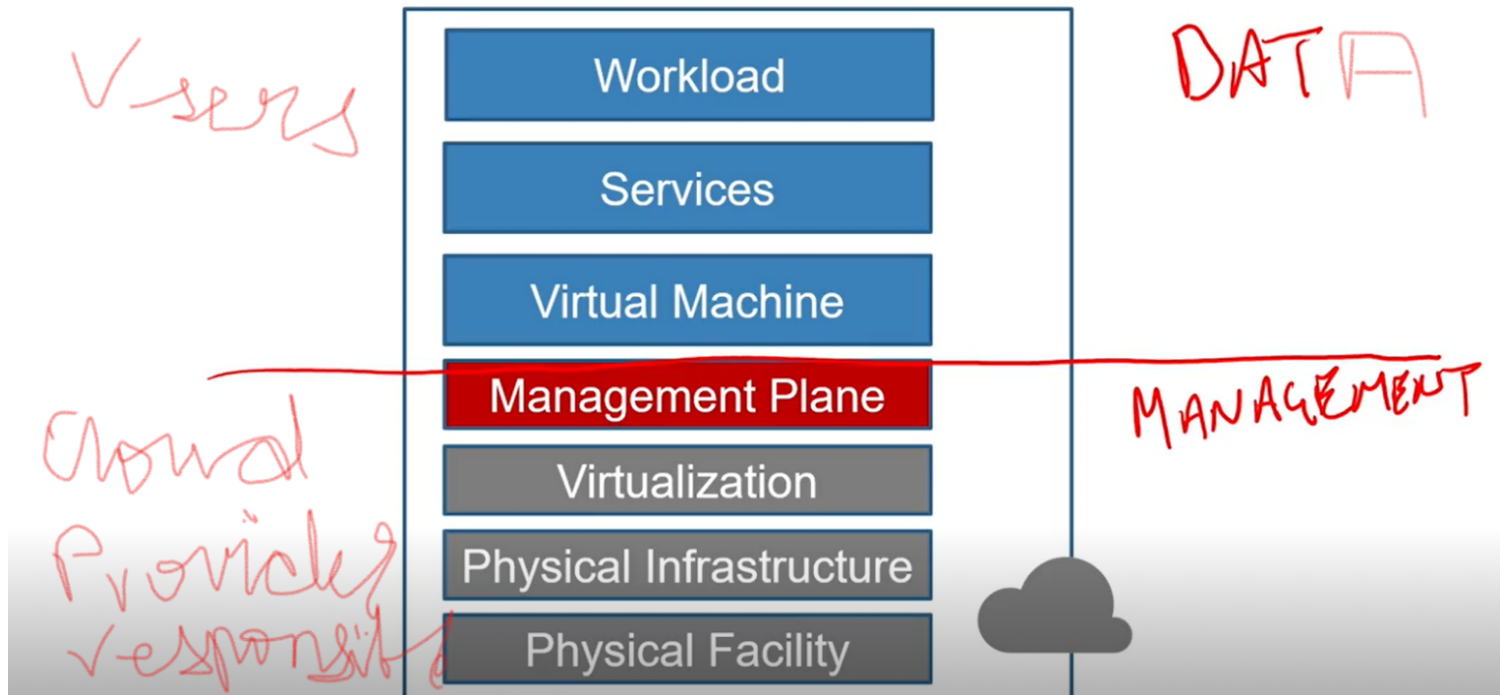 Users
DATA
Workload
Services
Virtual Machine
Management Plane
MANAGEMENT
Cloud
Virtualization
Provider
Physical Infrastructure
Physical Facility